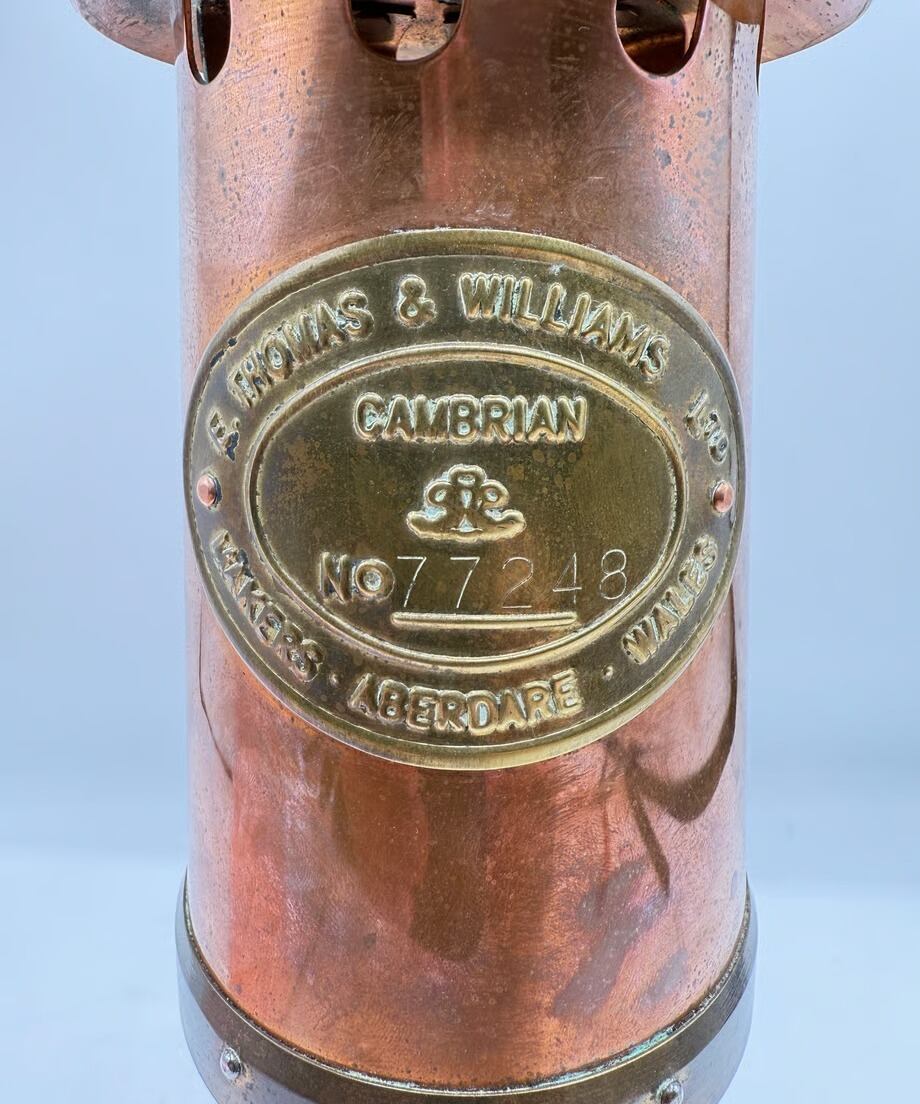 E. THOMAS & WILLIAMS LTD
CAMBRIAN
NO 77248
MAKERS · ABERDARE · WALES